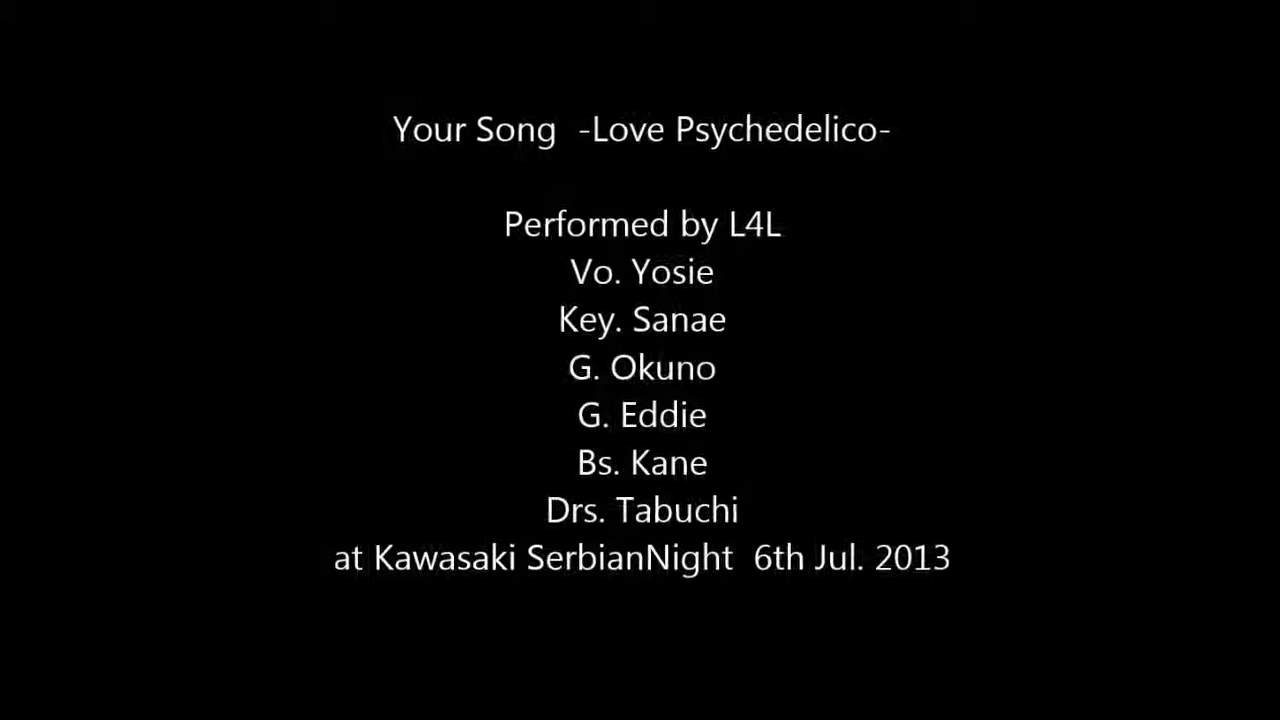 Your Song  -Love Psychedelico-
Performed by L4L
Vo. Yosie
Key. Sanae
G. Okuno
G. Eddie
Bs. Kane
Drs. Tabuchi
at Kawasaki SerbianNight  6th Jul. 2013